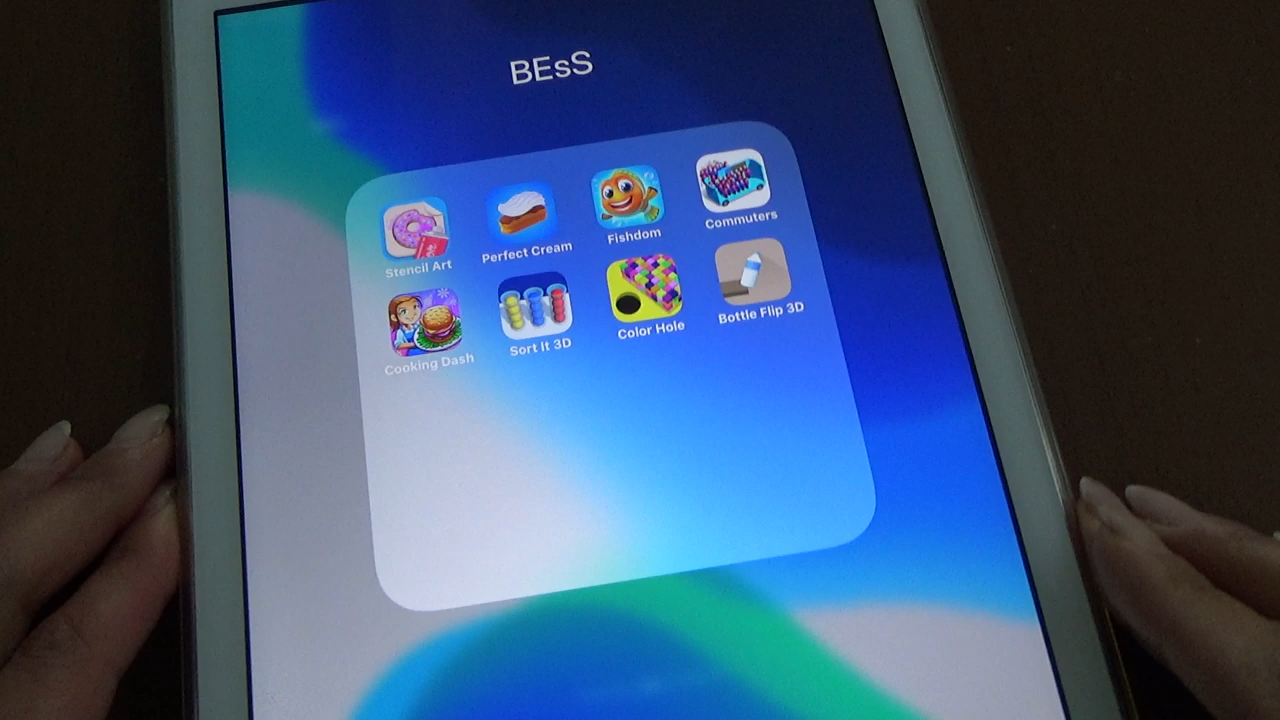 BEsS
Stencil Art
Perfect Cream
Fishdom
Commuters
Cooking Dash
Sort It 3D
Color Hole
Bottle Flip 3D